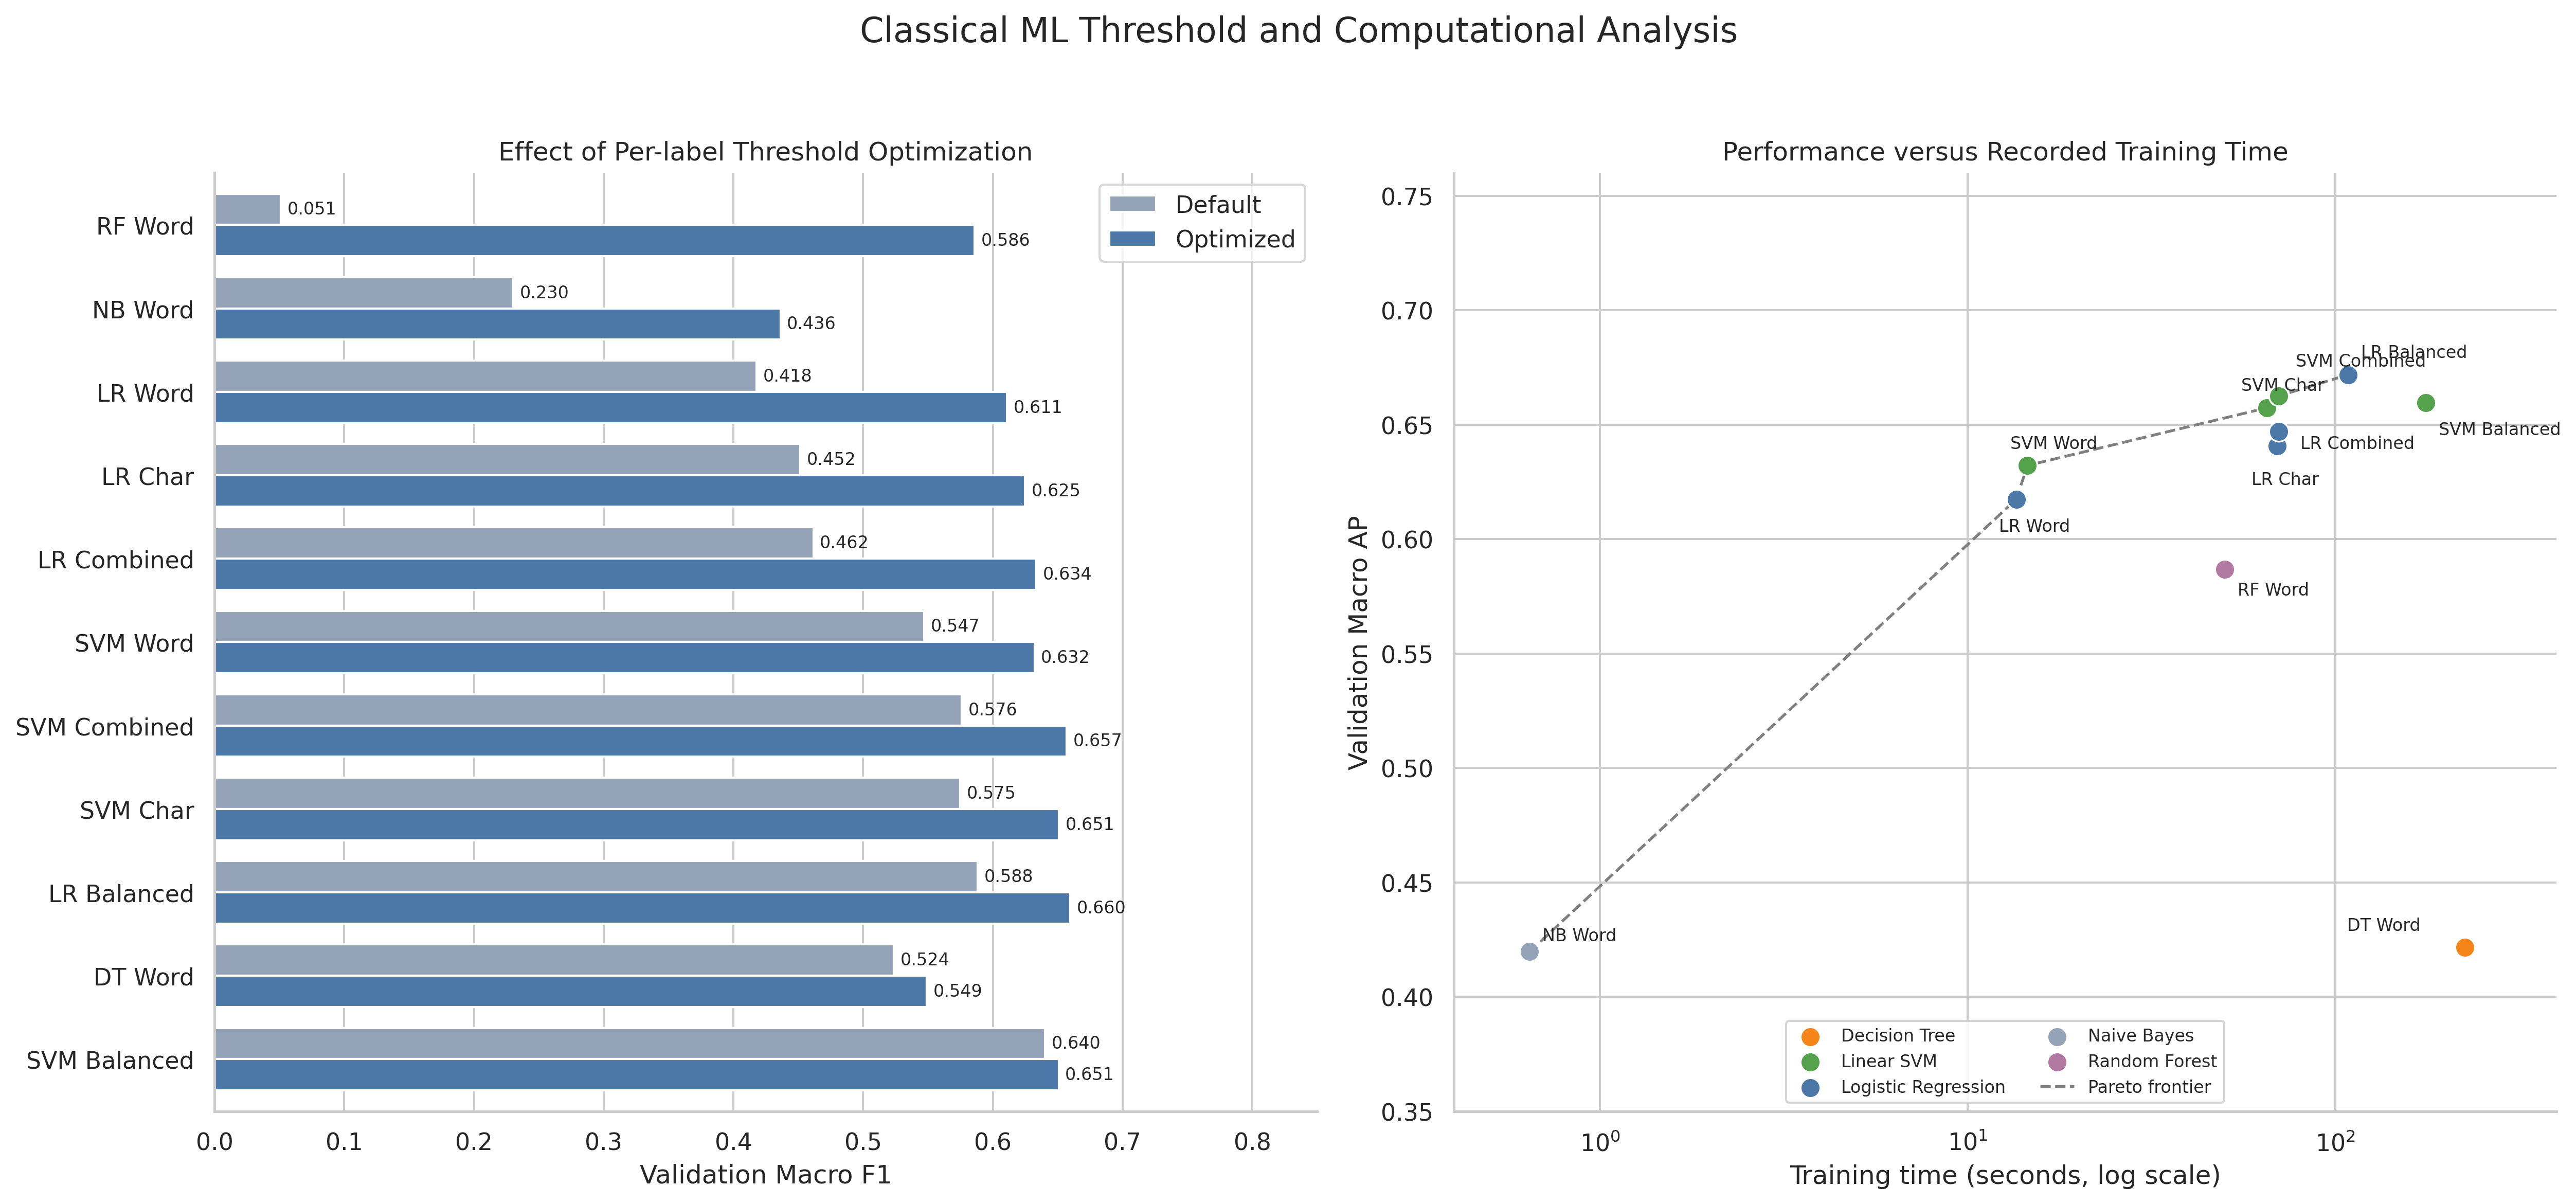 Classical ML Threshold and Computational Analysis
Effect of Per-label Threshold Optimization
Default
Optimized
RF Word
0.051
0.586
NB Word
0.230
0.436
LR Word
0.418
0.611
LR Char
0.452
0.625
LR Combined
0.462
0.634
SVM Word
0.547
0.632
SVM Combined
0.576
0.657
SVM Char
0.575
0.651
LR Balanced
0.588
0.660
DT Word
0.524
0.549
SVM Balanced
0.640
0.651
0.0 0.1 0.2 0.3 0.4 0.5 0.6 0.7 0.8
Validation Macro F1
Performance versus Recorded Training Time
Validation Macro AP
0.75
0.70
0.65
0.60
0.55
0.50
0.45
0.40
0.35
LR Balanced
SVM Combined
SVM Char
SVM Balanced
SVM Word
LR Combined
LR Char
LR Word
RF Word
DT Word
NB Word
Decision Tree
Linear SVM
Logistic Regression
Naive Bayes
Random Forest
Pareto frontier
10⁰ 10¹ 10²
Training time (seconds, log scale)